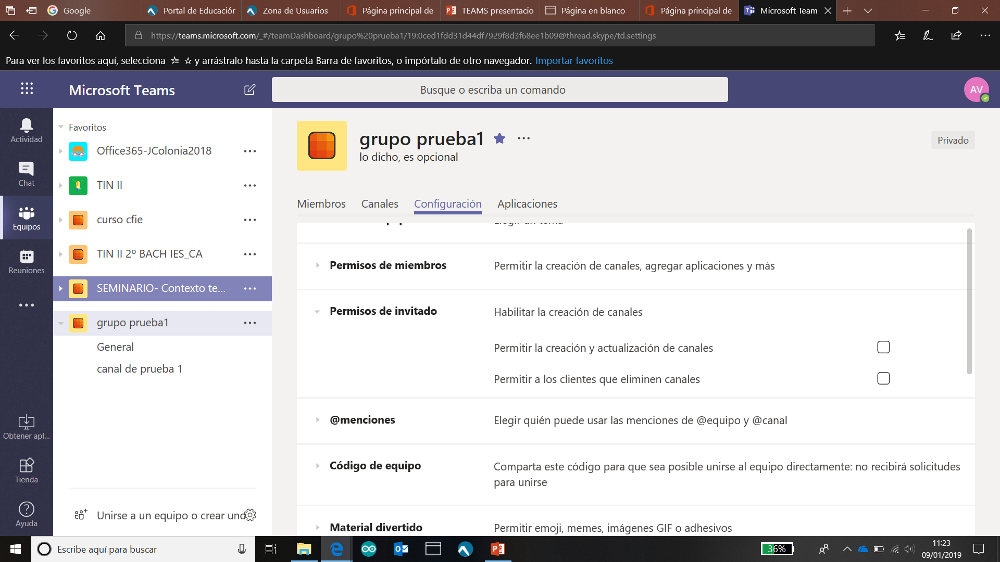 Google
Portal de Educación
Zona de Usuarios
Página principal de
TEAMS presentacio
Página en blanco
Página principal de
Microsoft Team
https://teams.microsoft.com/_#/teamDashboard/grupo%20prueba1/19:0ced1fdd31d44df7929f8d3f68ee1b09@thread.skype/td.settings
Para ver los favoritos aquí, selecciona y arrástralo hasta la carpeta Barra de favoritos, o impórtalo de otro navegador. Importar favoritos
Microsoft Teams
Busque o escriba un comando
AV
Actividad
Chat
Equipos
Reuniones
Obtener apl...
Tienda
Ayuda
Favoritos
Office365-JColonia2018
TIN II
curso cfie
TIN II 2º BACH IES_CA
SEMINARIO- Contexto te...
grupo prueba1
General
canal de prueba 1
Unirse a un equipo o crear uno
grupo prueba1
lo dicho, es opcional
Privado
Miembros Canales Configuración Aplicaciones
Elegir un tema
Permisos de miembros
Permitir la creación de canales, agregar aplicaciones y más
Permisos de invitado
Habilitar la creación de canales
Permitir la creación y actualización de canales
Permitir a los clientes que eliminen canales
@menciones
Elegir quién puede usar las menciones de @equipo y @canal
Código de equipo
Comparta este código para que sea posible unirse al equipo directamente: no recibirá solicitudes
para unirse
Material divertido
Permitir emoji, memes, imágenes GIF o adhesivos
Escribe aquí para buscar
36%
11:23
09/01/2019